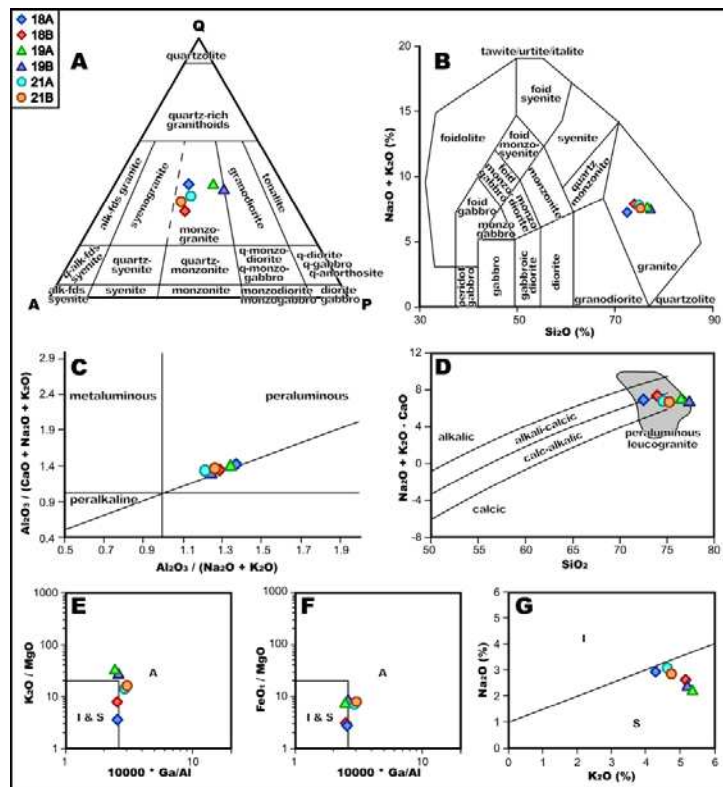 18A
18B
19A
19B
21A
21B
A
Q
quartzolite
quartz-rich
granithoids
alk-fds granite
syenogranite
monzo-
granite
granodiorite
tonalite
q-alk-fds-
syenite
quartz-
syenite
quartz-
monzonite
q-monzo-
diorite
q-monzo-
gabbro
q-diorite
q-gabbro
q-anorthosite
alk-fds
syenite
syenite
monzonite
monzodiorite
monzogabbro
diorite
gabbro
A
P
B
tawite/urtite/italite
foid
syenite
foidolite
foid
monzo-
syenite
syenite
foid
monzo-
diorite
foid
monzo-
gabbro
foid
gabbro
monzonite
quartz
monzonite
monzo-
diorite
monzo
gabbro
peridot
gabbro
gabbro
gabbroic
diorite
diorite
granodiorite
granite
quartzolite
Na₂O + K₂O (%)
20
15
10
5
0
30
50
70
90
Si₂O (%)
C
metaluminous
peraluminous
peralkaline
Al₂O₃ / (CaO + Na₂O + K₂O)
2.9
2.4
1.9
1.4
0.9
0.4
0.5
0.7
0.9
1.1
1.3
1.5
1.7
1.9
Al₂O₃ / (Na₂O + K₂O)
D
alkalic
alkali-calcic
calc-alkalic
calcic
peraluminous
leucogranite
Na₂O + K₂O - CaO
12
8
4
0
-4
-8
50
55
60
65
70
75
80
SiO₂
E
A
I & S
K₂O / MgO
1000
100
10
1
1
10
10000 * Ga/Al
F
A
I & S
FeO₁ / MgO
1000
100
10
1
1
10
10000 * Ga/Al
G
I
S
Na₂O (%)
6
5
4
3
2
1
0
0
1
2
3
4
5
6
K₂O (%)